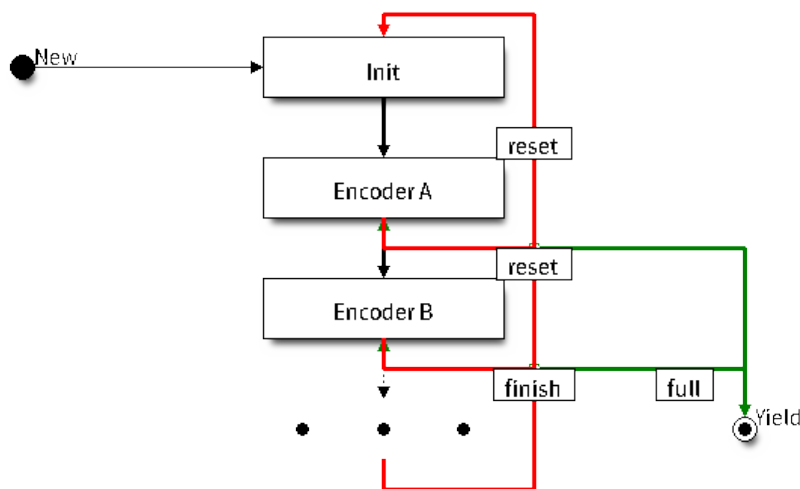 New
Init
reset
Encoder A
reset
Encoder B
finish
full
Yield